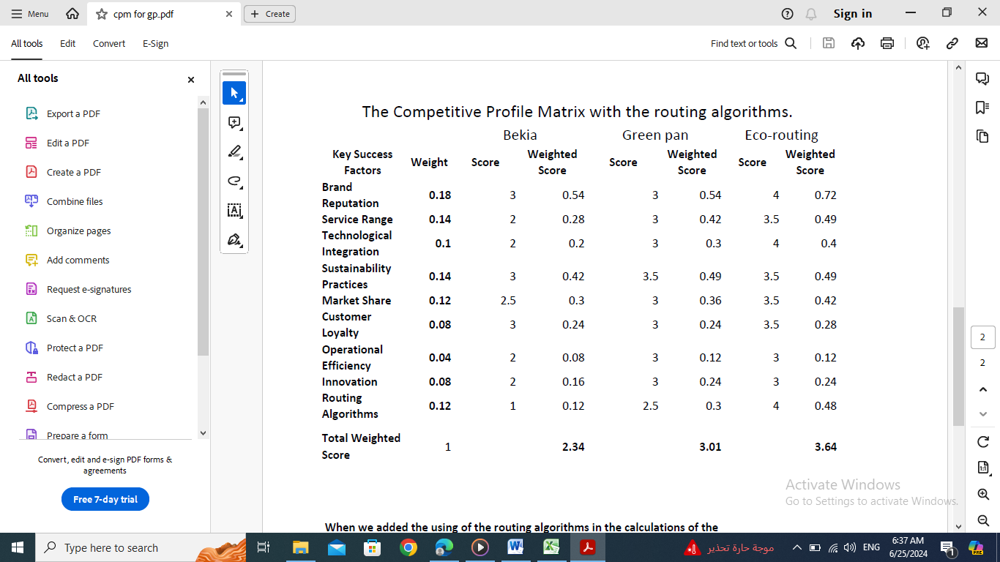 Menu
cpm for gp..pdf
Create
Sign in
All tools Edit Convert E-Sign
Find text or tools
All tools
Export a PDF
Edit a PDF
Create a PDF
Combine files
Organize pages
Add comments
Request e-signatures
Scan & OCR
Protect a PDF
Redact a PDF
Compress a PDF
Prepare a form
Convert, edit and e-sign PDF forms &
agreements
Free 7-day trial
The Competitive Profile Matrix with the routing algorithms.
Bekia Green pan Eco-routing
Key Success Factors Weight Score Weighted Score Score Weighted Score Score Weighted Score
Brand Reputation 0.18 3 0.54 3 0.54 4 0.72
Service Range 0.14 2 0.28 3 0.42 3.5 0.49
Technological Integration 0.1 2 0.2 3 0.3 4 0.4
Sustainability Practices 0.14 3 0.42 3.5 0.49 3.5 0.49
Market Share 0.12 2.5 0.3 3 0.36 3.5 0.42
Customer Loyalty 0.08 3 0.24 3 0.24 3.5 0.28
Operational Efficiency 0.04 2 0.08 3 0.12 3 0.12
Innovation 0.08 2 0.16 3 0.24 3 0.24
Routing Algorithms 0.12 1 0.12 2.5 0.3 4 0.48
Total Weighted Score 1 2.34 3.01 3.64
When we added the using of the routing algorithms in the calculations of the
Activate Windows
Go to Settings to activate Windows.
2
2
1:1
Type here to search
موجة حارة تحذير
ENG
6:37 AM
6/25/2024
1
PRE